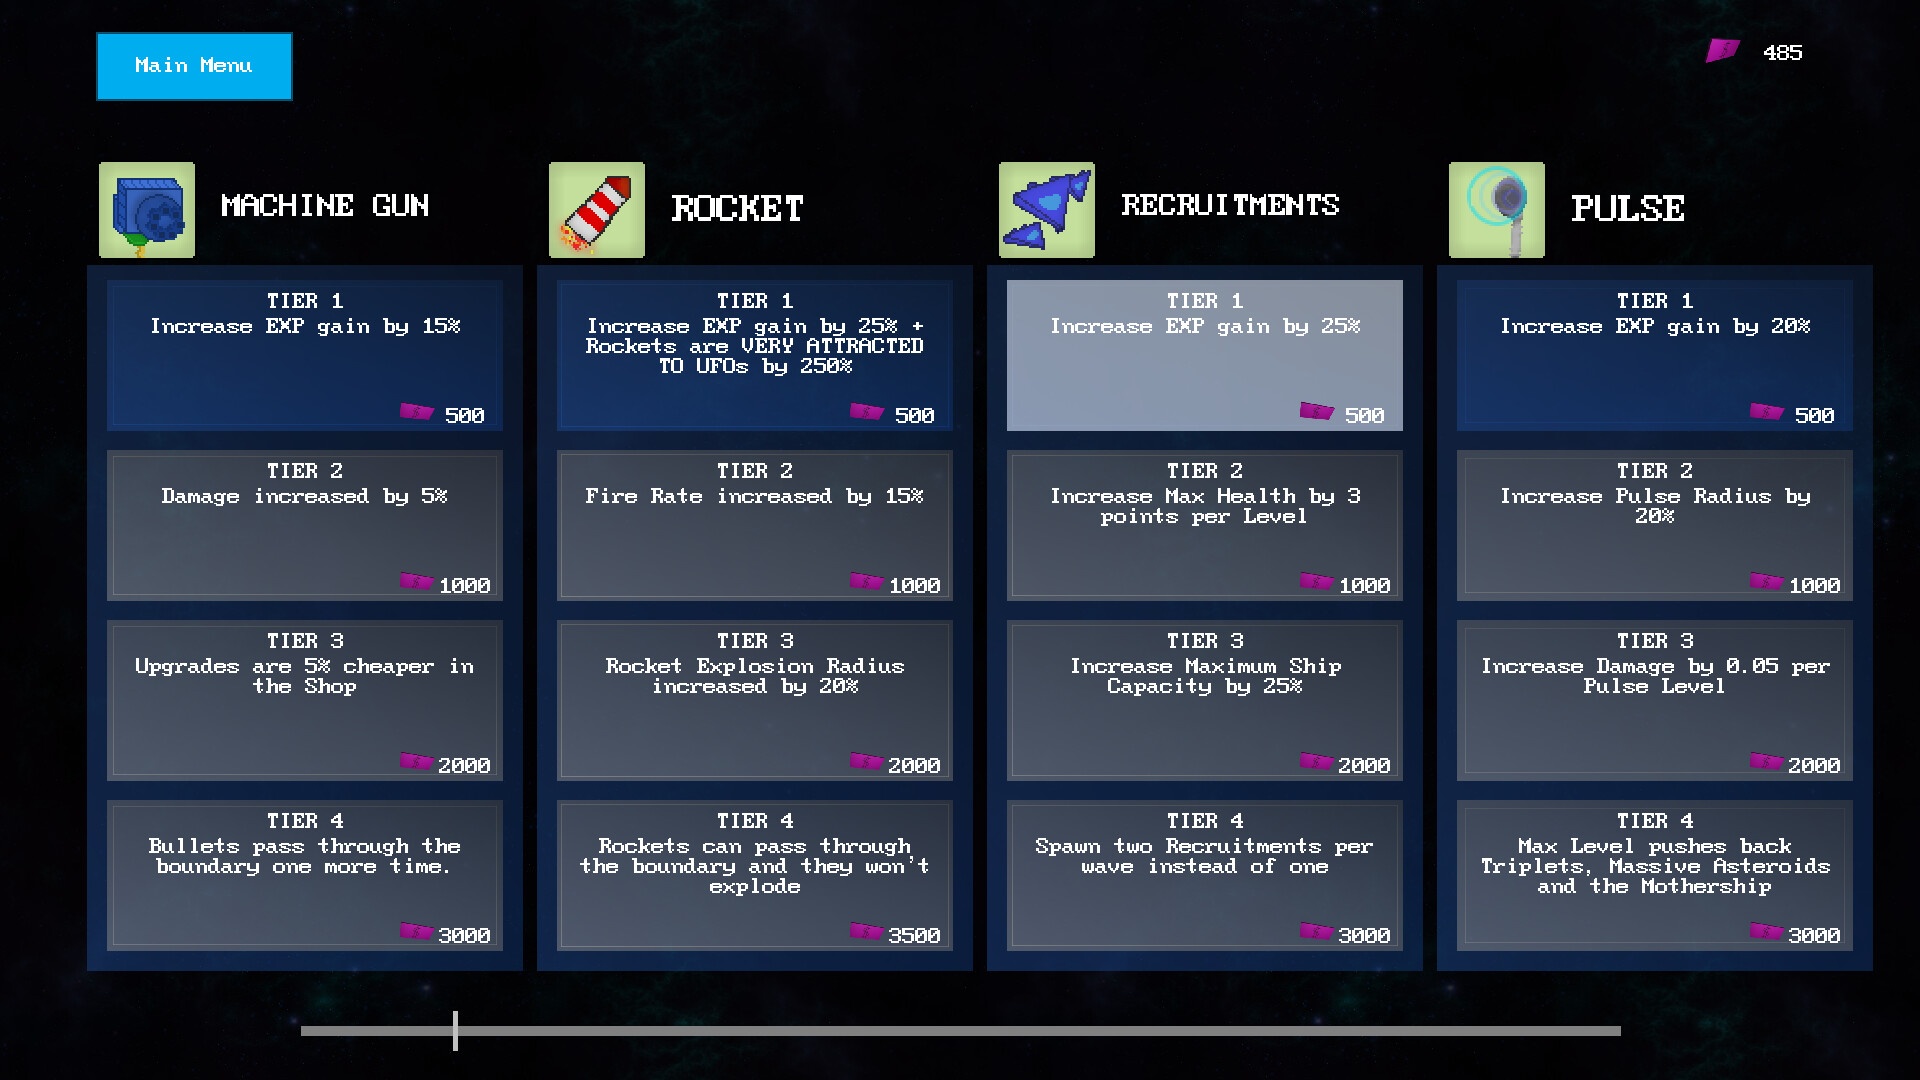 Main Menu
485
MACHINE GUN
TIER 1
Increase EXP gain by 15%
500
TIER 2
Damage increased by 5%
1000
TIER 3
Upgrades are 5% cheaper in
the Shop
2000
TIER 4
Bullets pass through the
boundary one more time.
3000
ROCKET
TIER 1
Increase EXP gain by 25% +
Rockets are VERY ATTRACTED
TO UFOs by 250%
500
TIER 2
Fire Rate increased by 15%
1000
TIER 3
Rocket Explosion Radius
increased by 20%
2000
TIER 4
Rockets can pass through
the boundary and they won't
explode
3500
RECRUITMENTS
TIER 1
Increase EXP gain by 25%
500
TIER 2
Increase Max Health by 3
points per Level
1000
TIER 3
Increase Maximum Ship
Capacity by 25%
2000
TIER 4
Spawn two Recruitments per
wave instead of one
3000
PULSE
TIER 1
Increase EXP gain by 20%
500
TIER 2
Increase Pulse Radius by
20%
1000
TIER 3
Increase Damage by 0.05 per
Pulse Level
2000
TIER 4
Max Level pushes back
Triplets, Massive Asteroids
and the Mothership
3000